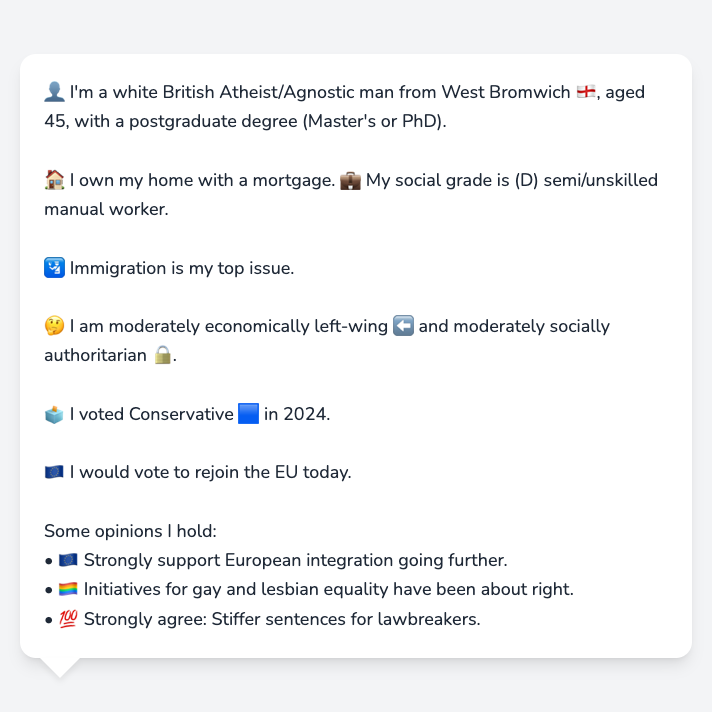 👤 I'm a white British Atheist/Agnostic man from West Bromwich 🏴󠁧󠁢󠁥󠁮󠁧󠁿, aged
45, with a postgraduate degree (Master's or PhD).
🏠 I own my home with a mortgage. 💼 My social grade is (D) semi/unskilled
manual worker.
🛂 Immigration is my top issue.
🤔 I am moderately economically left-wing ⬅️ and moderately socially
authoritarian 🔒.
🗳️ I voted Conservative 🟦 in 2024.
🇪🇺 I would vote to rejoin the EU today.
Some opinions I hold:
• 🇪🇺 Strongly support European integration going further.
• 🏳️‍🌈 Initiatives for gay and lesbian equality have been about right.
• 💯 Strongly agree: Stiffer sentences for lawbreakers.